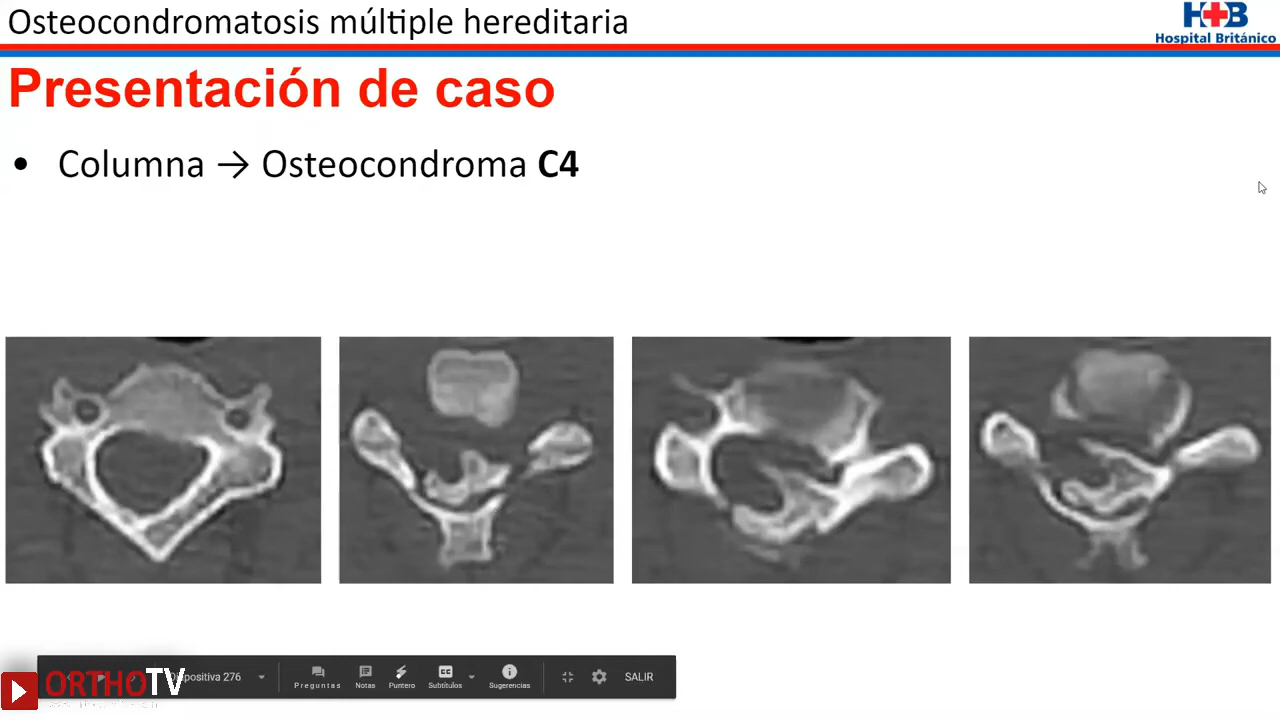 Osteocondromatosis múltiple hereditaria
H+B
Hospital Británico
Presentación de caso
• Columna → Osteocondroma C4
ORTHOTV
Diapositiva 276
Preguntas
Notas
Puntero
Subtítulos
Sugerencias
SALIR